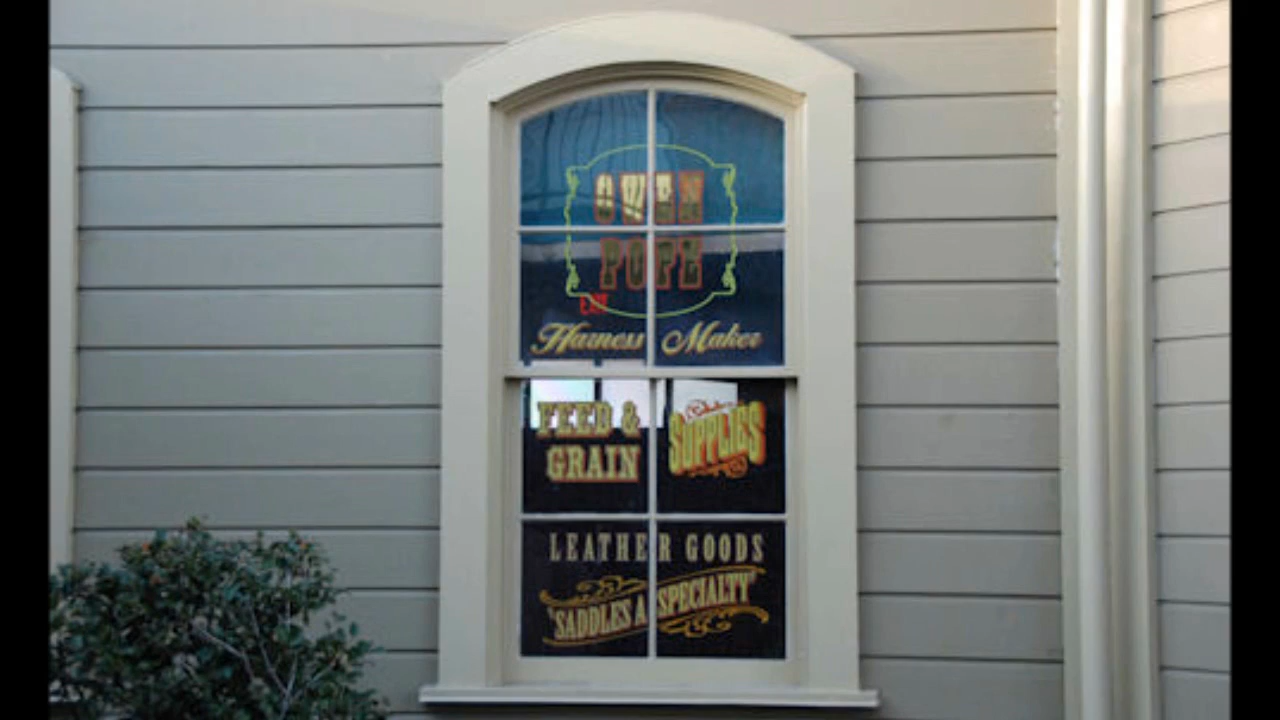 OWEN
POPE
Harness Maker
FEED &
GRAIN
SUPPLIES
LEATHER GOODS
"SADDLES A SPECIALTY"